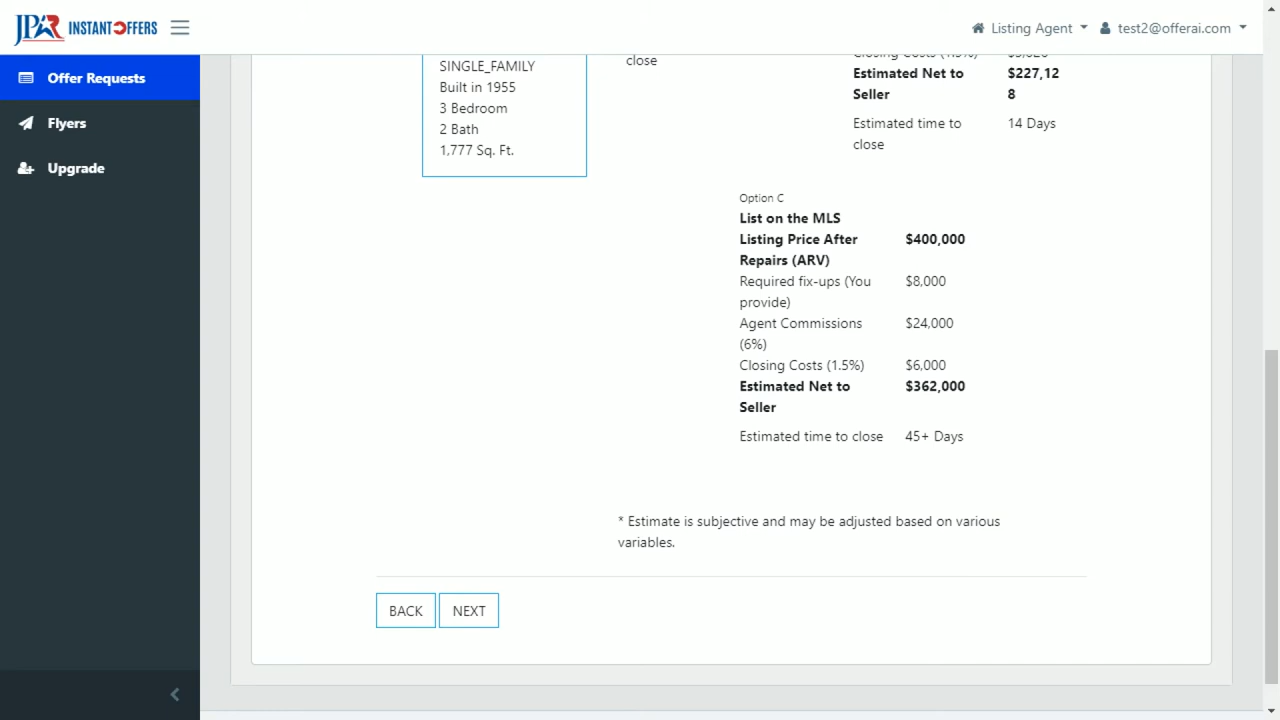 JPAR INSTANT OFFERS
Listing Agent
test2@offerai.com
Offer Requests
Flyers
Upgrade
SINGLE_FAMILY
Built in 1955
3 Bedroom
2 Bath
1,777 Sq. Ft.
close
Closing Costs (1.5%)
Estimated Net to $227,12
Seller 8
Estimated time to 14 Days
close
Option C
List on the MLS
Listing Price After $400,000
Repairs (ARV)
Required fix-ups (You $8,000
provide)
Agent Commissions $24,000
(6%)
Closing Costs (1.5%) $6,000
Estimated Net to $362,000
Seller
Estimated time to close 45+ Days
* Estimate is subjective and may be adjusted based on various
variables.
BACK NEXT